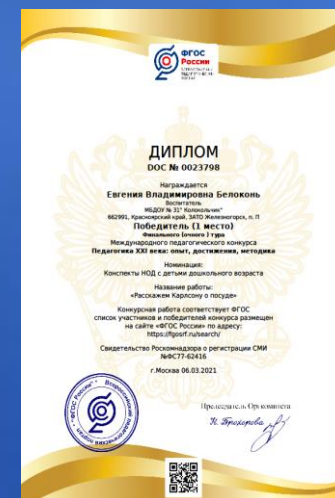 ФГОС
России
ДИПЛОМ
DOC № 0023798
Награждается
Евгения Владимировна Белоконь
Воспитатель
МБДОУ № 31" Колокольчик"
662991, Красноярский край, ЗАТО Железногорск, п. П
Победитель (1 место)
Финального (очного ) тура
Международного педагогического конкурса
Педагогика XXI века: опыт, достижения, методика
Номинация:
Конспекты НОД с детьми дошкольного возраста
Название работы:
«Расскажем Карлсону о посуде»
Конкурсная работа соответствует ФГОС
список участников и победителей конкурса размещен
на сайте «ФГОС России» по адресу:
https://fgosrf.ru/search/
Свидетельство Роскомнадзора о регистрации СМИ
№ФС77-62416
г.Москва 06.03.2021
Председатель Оргкомитета